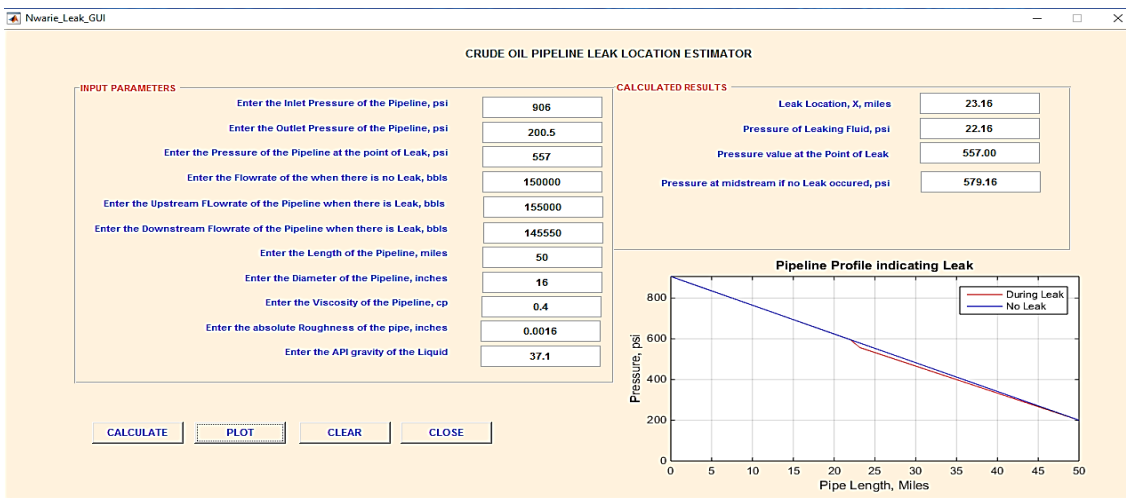 Nwarie_Leak_GUI
CRUDE OIL PIPELINE LEAK LOCATION ESTIMATOR
INPUT PARAMETERS
Enter the Inlet Pressure of the Pipeline, psi 906
Enter the Outlet Pressure of the Pipeline, psi 200.5
Enter the Pressure of the Pipeline at the point of Leak, psi 557
Enter the Flowrate of the when there is no Leak, bbls 150000
Enter the Upstream FLowrate of the Pipeline when there is Leak, bbls 155000
Enter the Downstream Flowrate of the Pipeline when there is Leak, bbls 145550
Enter the Length of the Pipeline, miles 50
Enter the Diameter of the Pipeline, inches 16
Enter the Viscosity of the Pipeline, cp 0.4
Enter the absolute Roughness of the pipe, inches 0.0016
Enter the API gravity of the Liquid 37.1
CALCULATE PLOT CLEAR CLOSE
CALCULATED RESULTS
Leak Location, X, miles 23.16
Pressure of Leaking Fluid, psi 22.16
Pressure value at the Point of Leak 557.00
Pressure at midstream if no Leak occured, psi 579.16
Pipeline Profile indicating Leak
During Leak
No Leak
Pressure, psi
800
600
400
200
0
0 5 10 15 20 25 30 35 40 45 50
Pipe Length, Miles